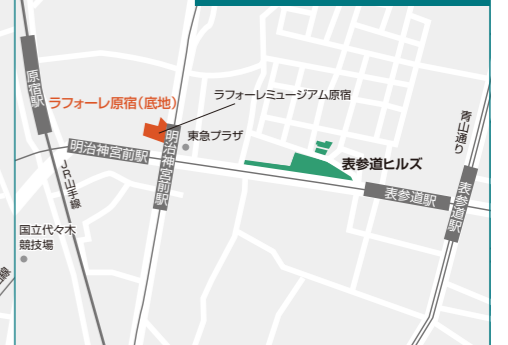 原宿駅
ラフォーレ原宿（底地）
ラフォーレミュージアム原宿
東急プラザ
明治神宮前駅
明治神宮前駅
JR山手線
国立代々木
競技場
表参道ヒルズ
青山通り
表参道駅
表参道駅